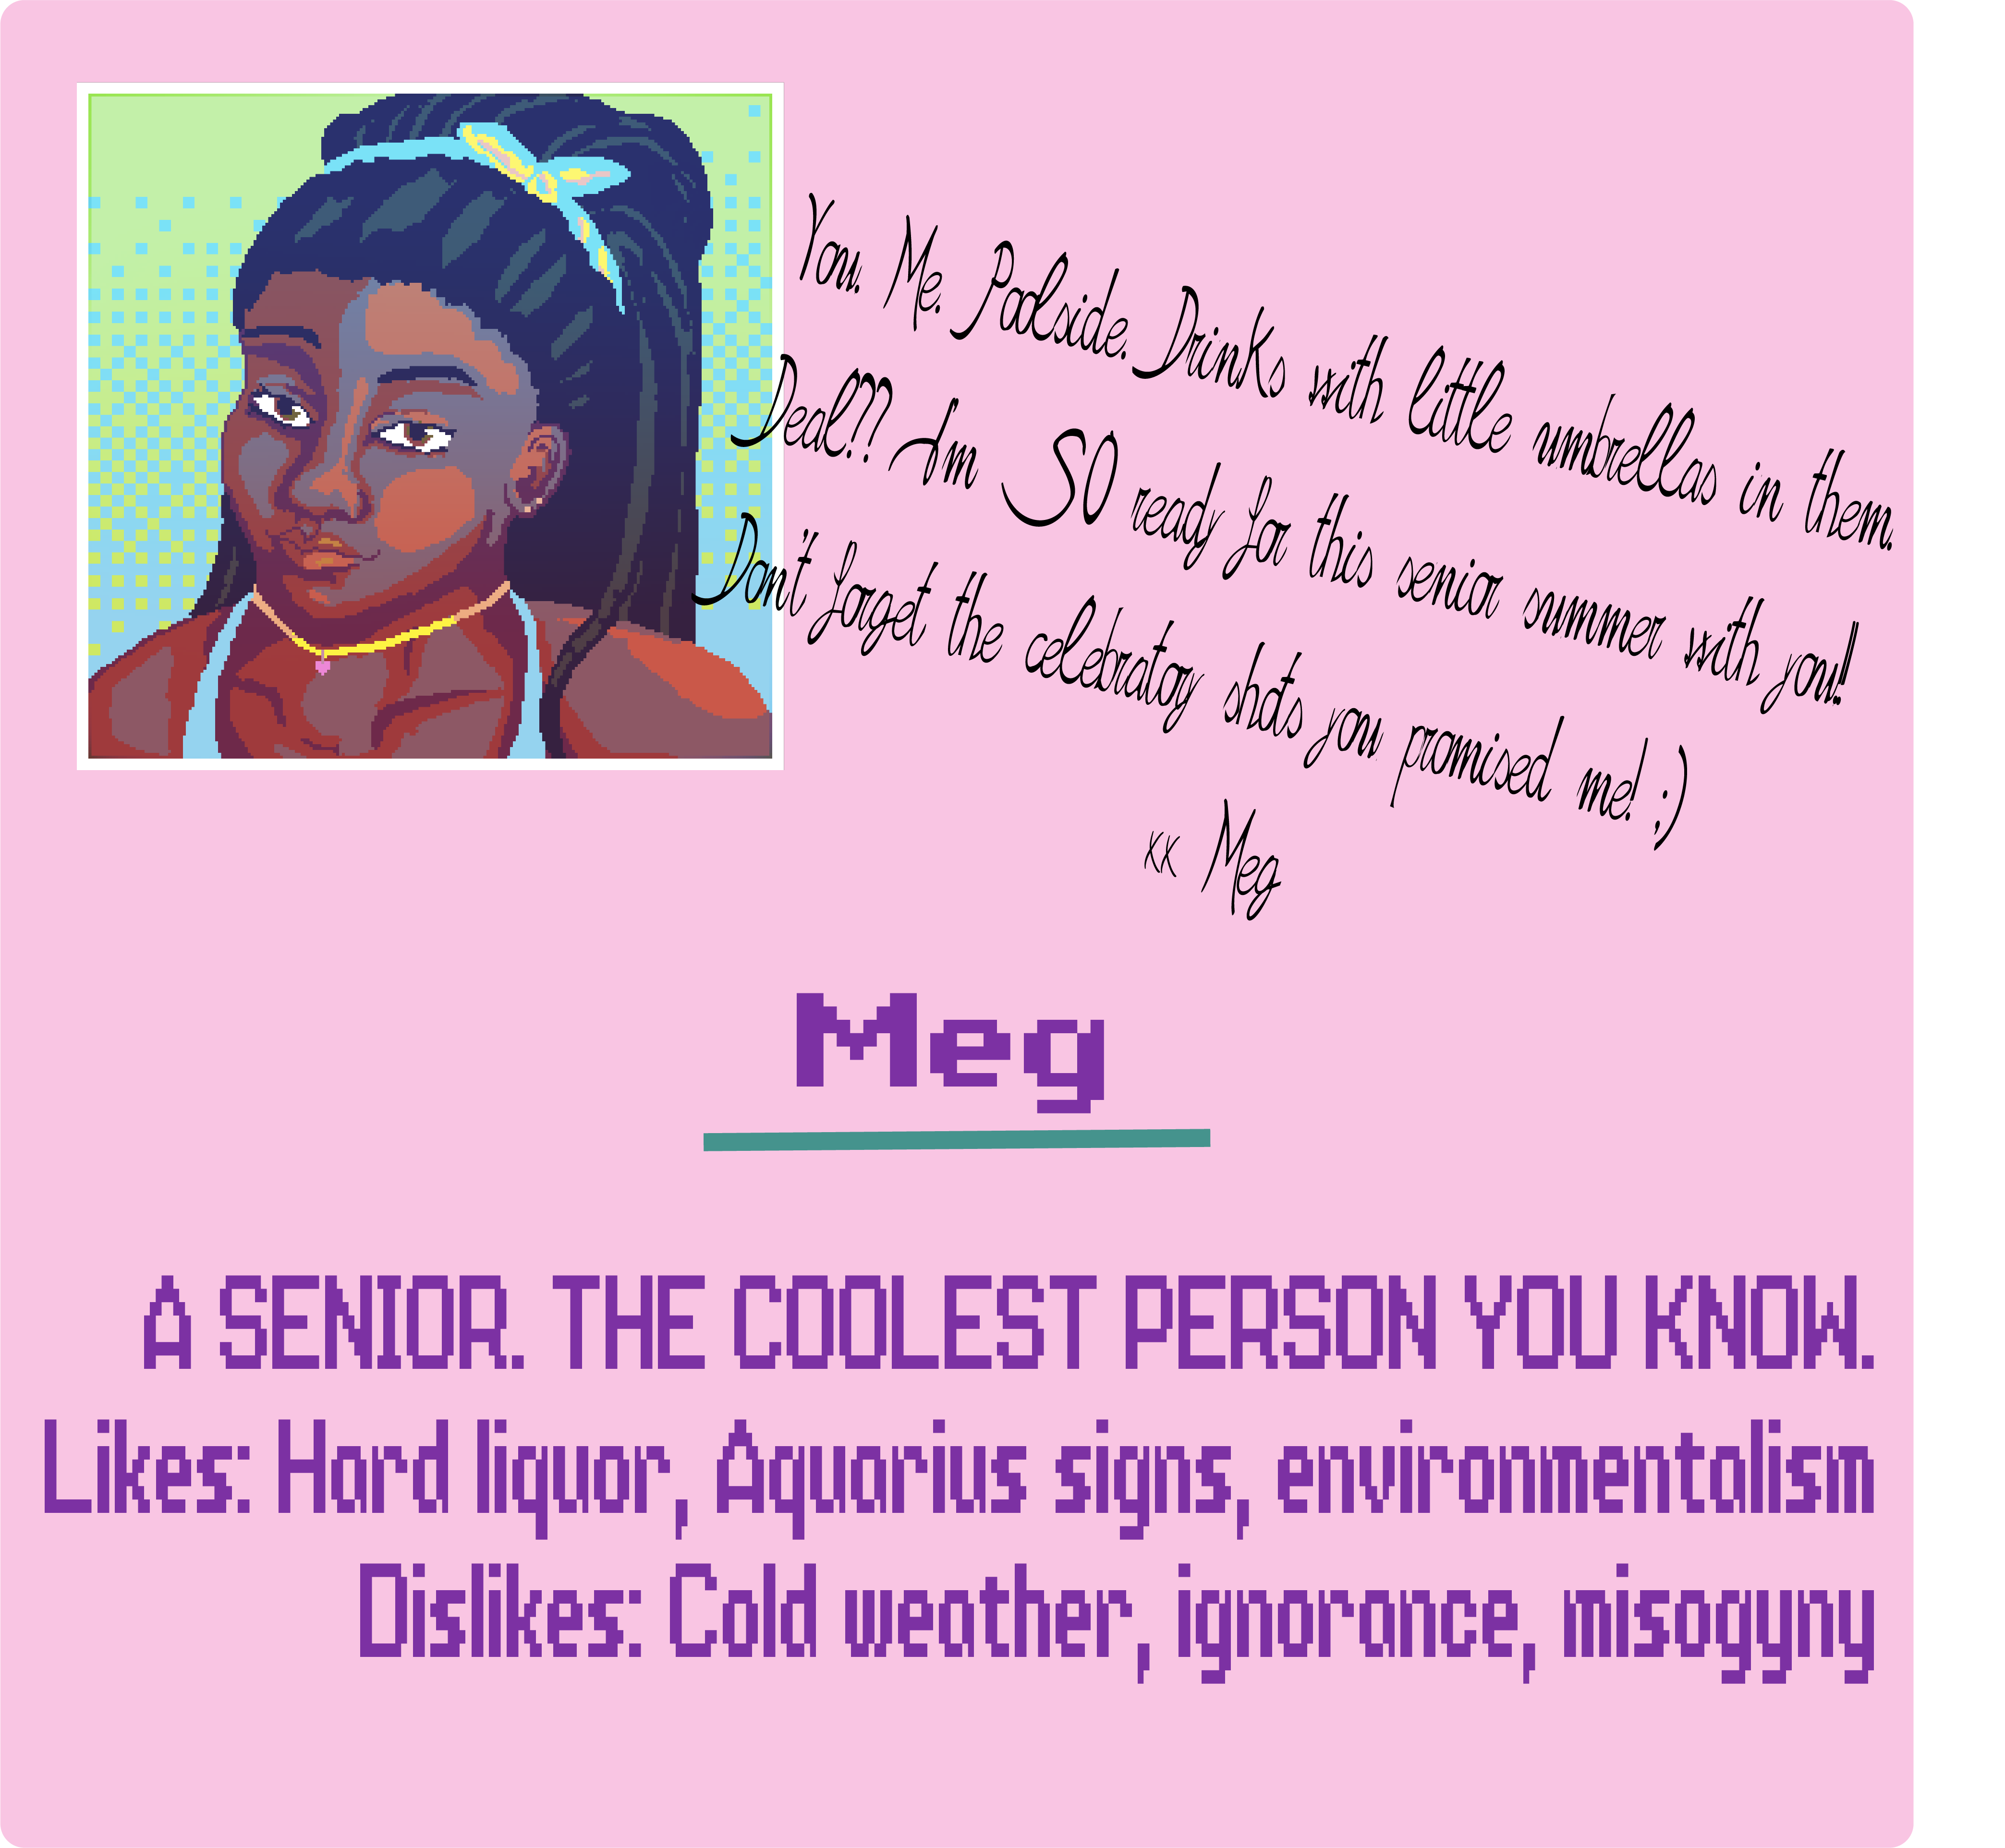 You. Me. Poolside. Drinks with little umbrellas in them.
Deal?? I'm SO ready for this senior summer with you!!
Don't forget the celebratory shots you promised me! ;)
xx Meg
Meg
A SENIOR. THE COOLEST PERSON YOU KNOW.
Likes: Hard liquor, Aquarius signs, environmentalism
Dislikes: Cold weather, ignorance, misogyny